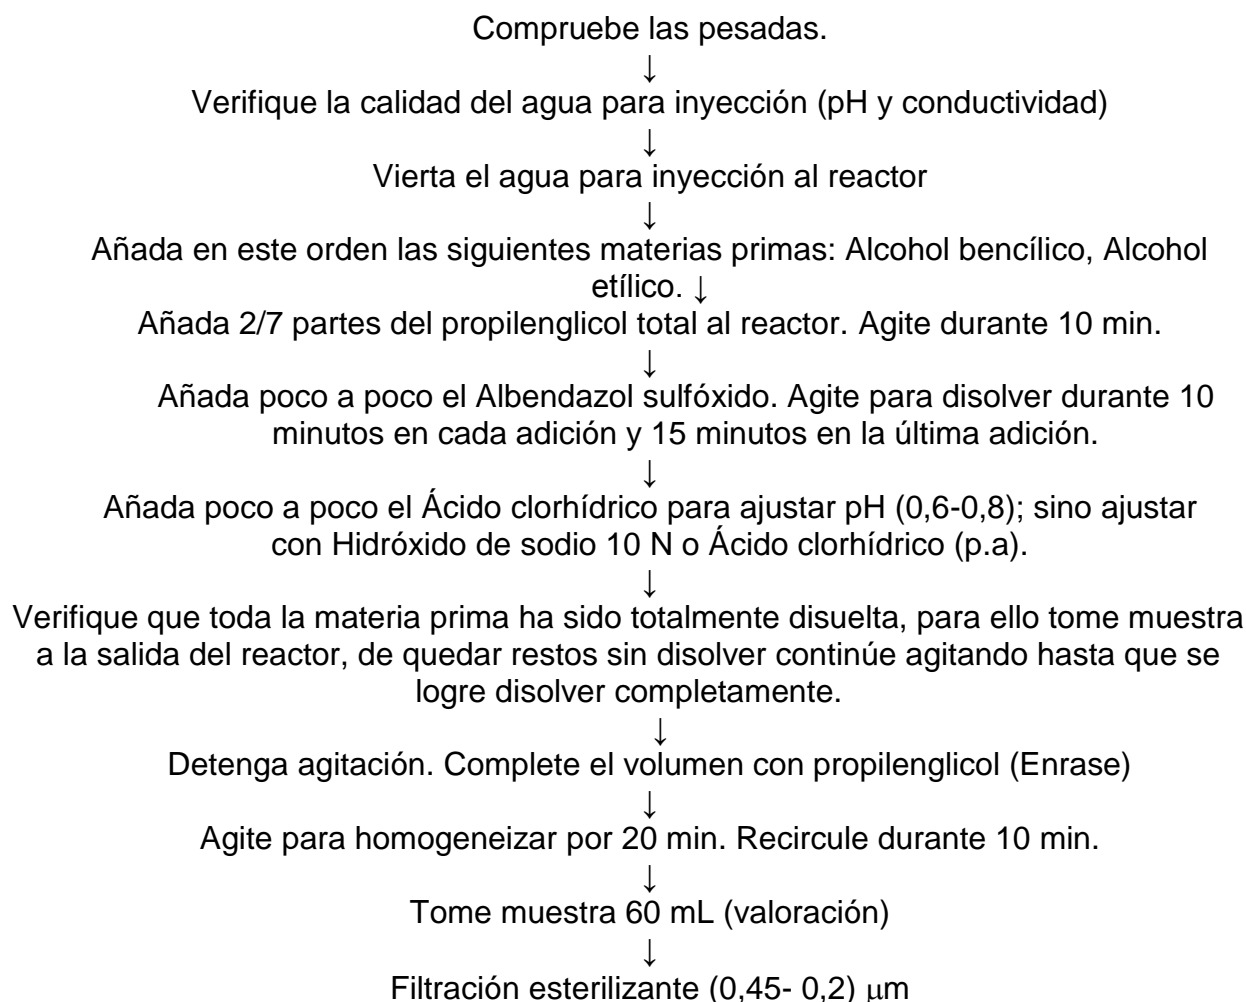 Compruebe las pesadas.
↓
Verifique la calidad del agua para inyección (pH y conductividad)
↓
Vierta el agua para inyección al reactor
↓
Añada en este orden las siguientes materias primas: Alcohol bencílico, Alcohol
etílico. ↓
Añada 2/7 partes del propilenglicol total al reactor. Agite durante 10 min.
↓
Añada poco a poco el Albendazol sulfóxido. Agite para disolver durante 10
minutos en cada adición y 15 minutos en la última adición.
↓
Añada poco a poco el Ácido clorhídrico para ajustar pH (0,6-0,8); sino ajustar
con Hidróxido de sodio 10 N o Ácido clorhídrico (p.a).
↓
Verifique que toda la materia prima ha sido totalmente disuelta, para ello tome muestra
a la salida del reactor, de quedar restos sin disolver continúe agitando hasta que se
logre disolver completamente.
↓
Detenga agitación. Complete el volumen con propilenglicol (Enrase)
↓
Agite para homogeneizar por 20 min. Recircule durante 10 min.
↓
Tome muestra 60 mL (valoración)
↓
Filtración esterilizante (0,45- 0,2) μm